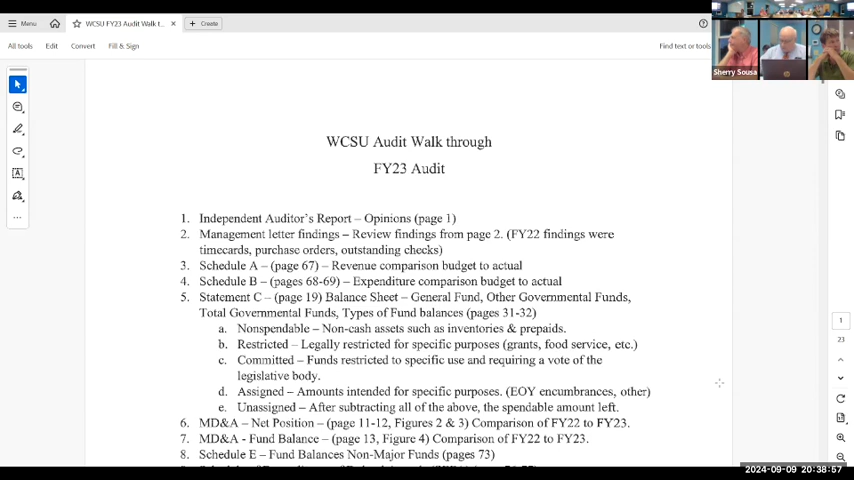 Menu
WCSU FY23 Audit Walk t...
Create
All tools
Edit
Convert
Fill & Sign
Find text or tools
Sherry Sousa
WCSU Audit Walk through
FY23 Audit
1. Independent Auditor's Report – Opinions (page 1)
2. Management letter findings – Review findings from page 2. (FY22 findings were
timecards, purchase orders, outstanding checks)
3. Schedule A – (page 67) – Revenue comparison budget to actual
4. Schedule B – (pages 68-69) – Expenditure comparison budget to actual
5. Statement C – (page 19) Balance Sheet – General Fund, Other Governmental Funds,
Total Governmental Funds, Types of Fund balances (pages 31-32)
a. Nonspendable – Non-cash assets such as inventories & prepaids.
b. Restricted – Legally restricted for specific purposes (grants, food service, etc.)
c. Committed – Funds restricted to specific use and requiring a vote of the
legislative body.
d. Assigned – Amounts intended for specific purposes. (EOY encumbrances, other)
e. Unassigned – After subtracting all of the above, the spendable amount left.
6. MD&A – Net Position – (page 11-12, Figures 2 & 3) Comparison of FY22 to FY23.
7. MD&A - Fund Balance – (page 13, Figure 4) Comparison of FY22 to FY23.
8. Schedule E – Fund Balances Non-Major Funds (pages 73)
1
23
2024-09-09 20:38:57